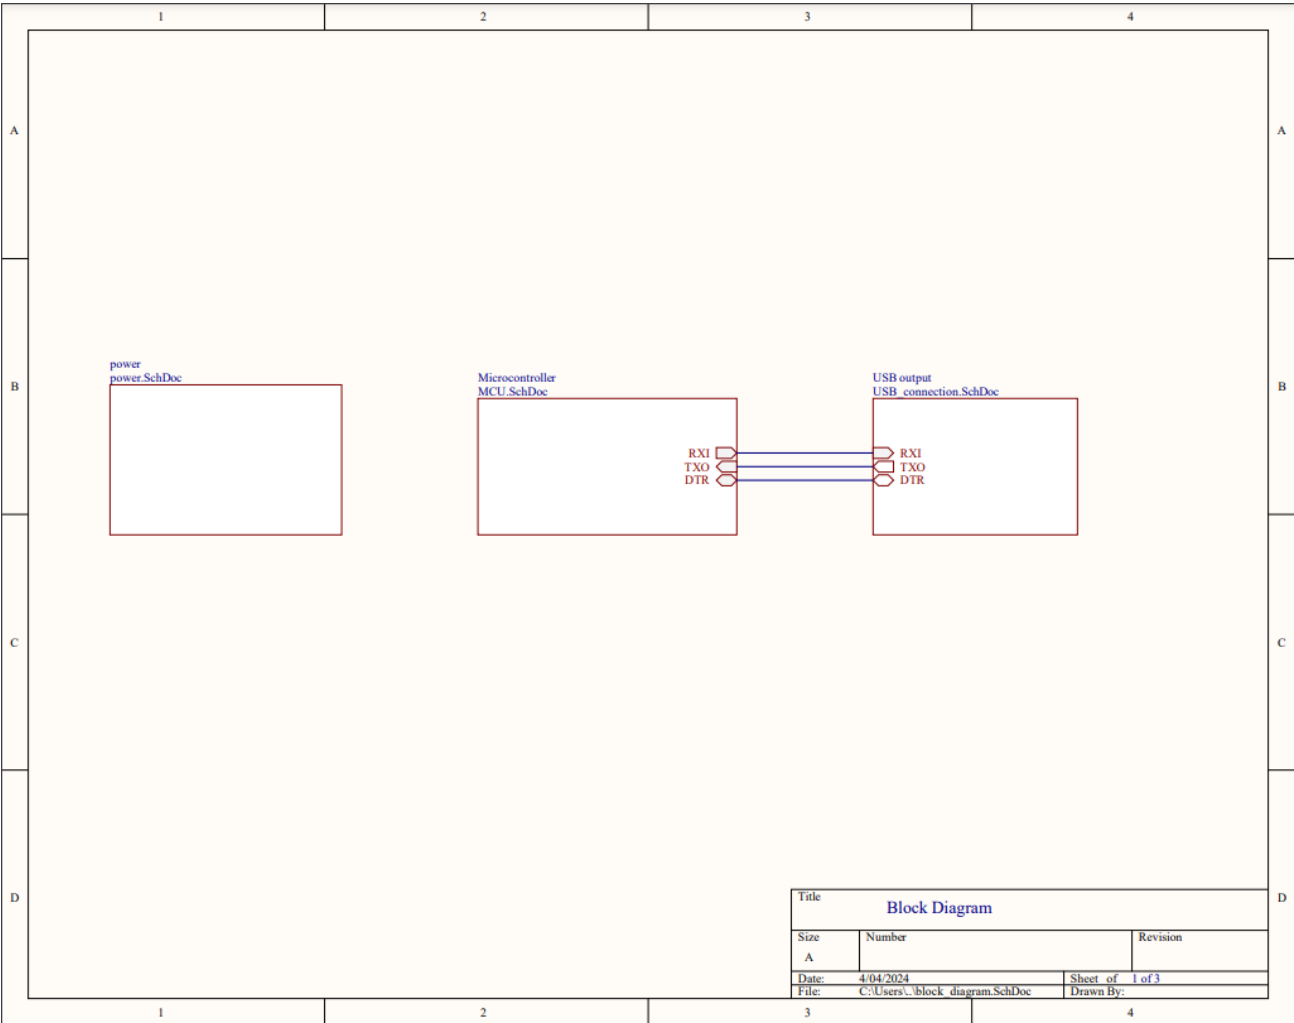 1 2 3 4
A A
power
power.SchDoc
Microcontroller
MCU.SchDoc
USB output
USB_connection.SchDoc
B B
RXI RXI
TXO TXO
DTR DTR
C C
D D
Title
Block Diagram
Size Number Revision
A
Date: 4/04/2024 Sheet of 1 of 3
File: C:\Users\..\block_diagram.SchDoc Drawn By:
1 2 3 4